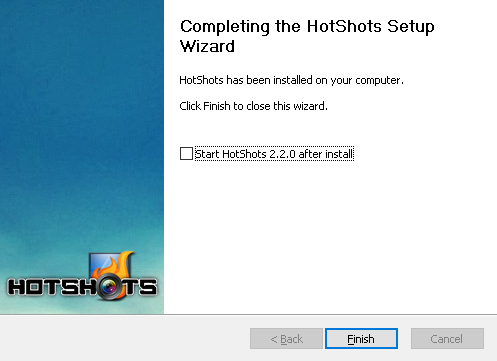 Completing the HotShots Setup
Wizard
HotShots has been installed on your computer.
Click Finish to close this wizard.
Start HotShots 2.2.0 after install
HOTSHOTS
< Back
Finish
Cancel